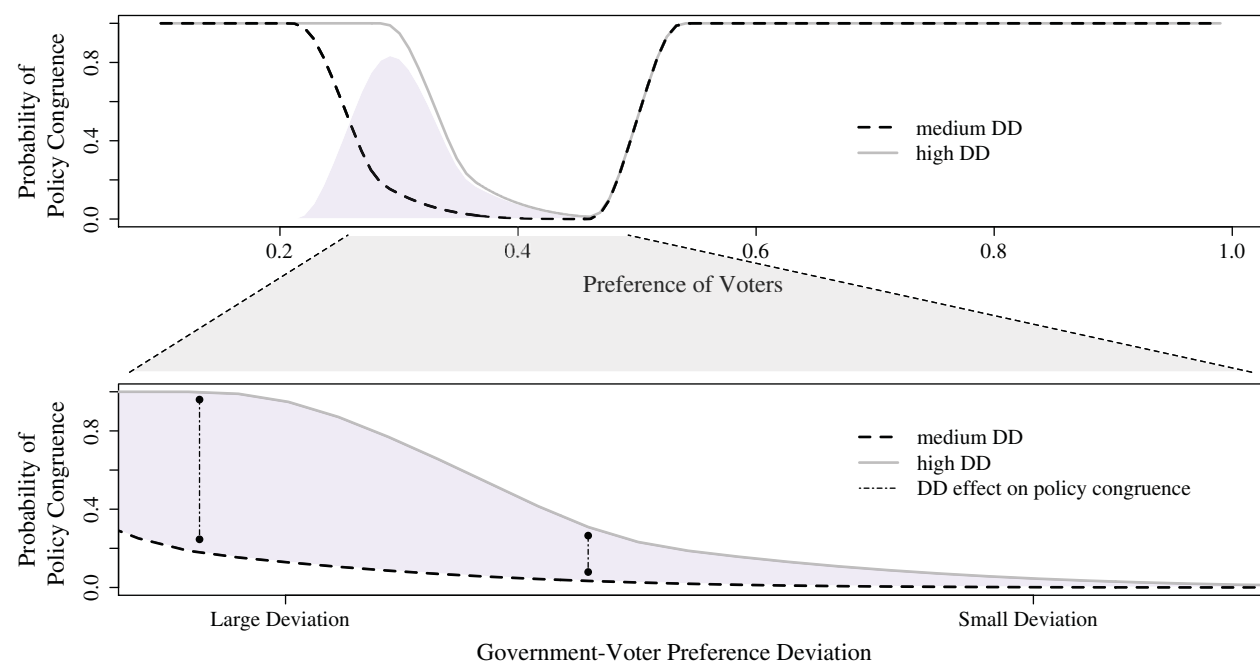 Probability of
Policy Congruence
0.0
0.4
0.8
medium DD
high DD
0.2
0.4
0.6
0.8
1.0
Preference of Voters
Probability of
Policy Congruence
0.0
0.4
0.8
medium DD
high DD
DD effect on policy congruence
Large Deviation
Small Deviation
Government-Voter Preference Deviation